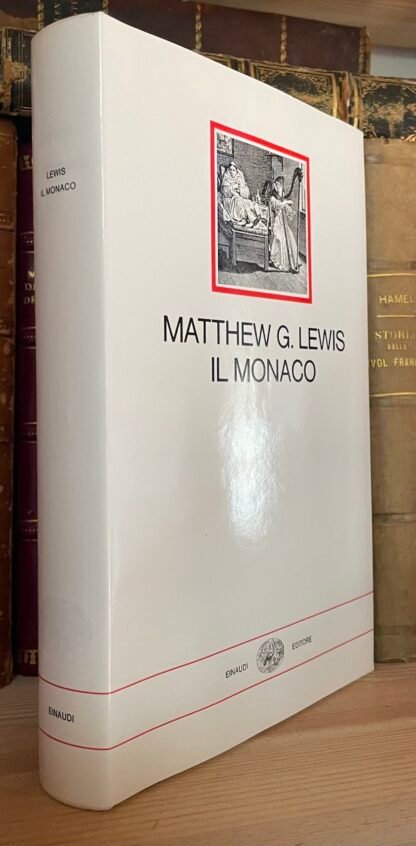 LEWIS
IL MONACO
EINAUDI
MATTHEW G. LEWIS
IL MONACO
EINAUDI EDITORE
HAMEL
STORIA
DELLA
VOL FRANC